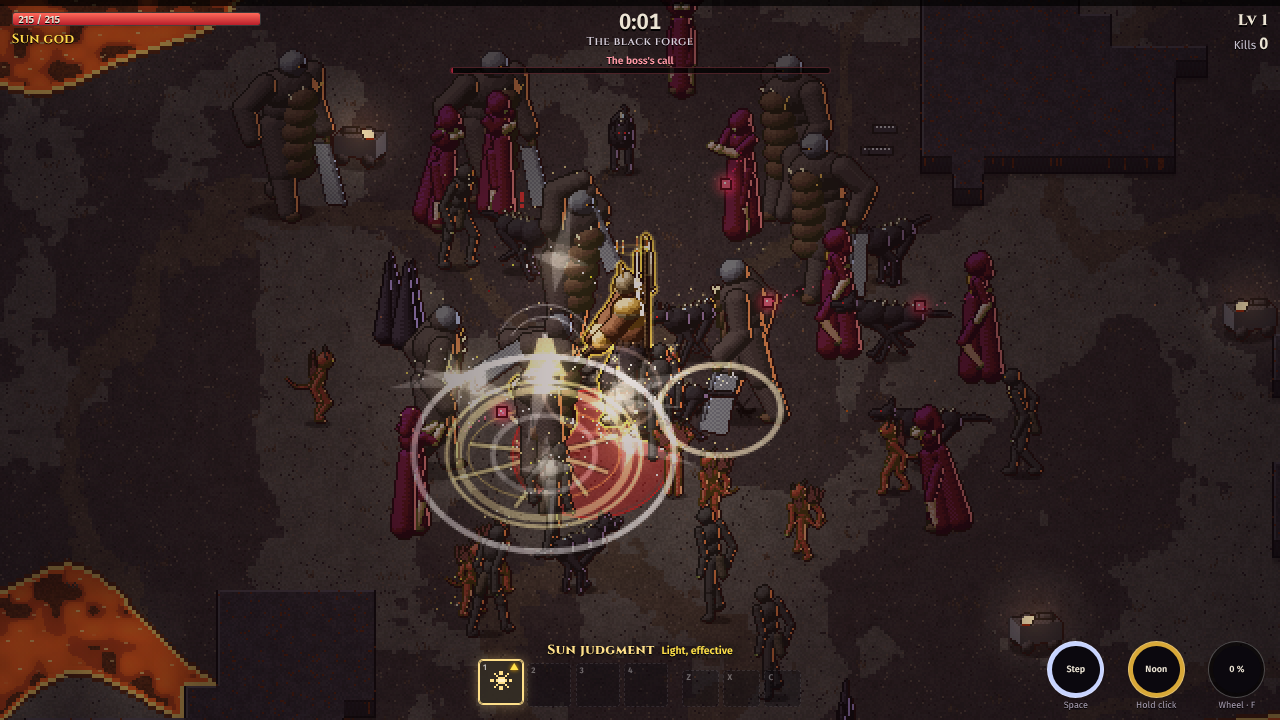 215 / 215
Sun god
0:01
The black forge
The boss's call
Lv 1
Kills 0
Sun judgment Light, effective
1 2 3 4 Z X C
Step
Space
Noon
Hold click
0 %
Wheel · F